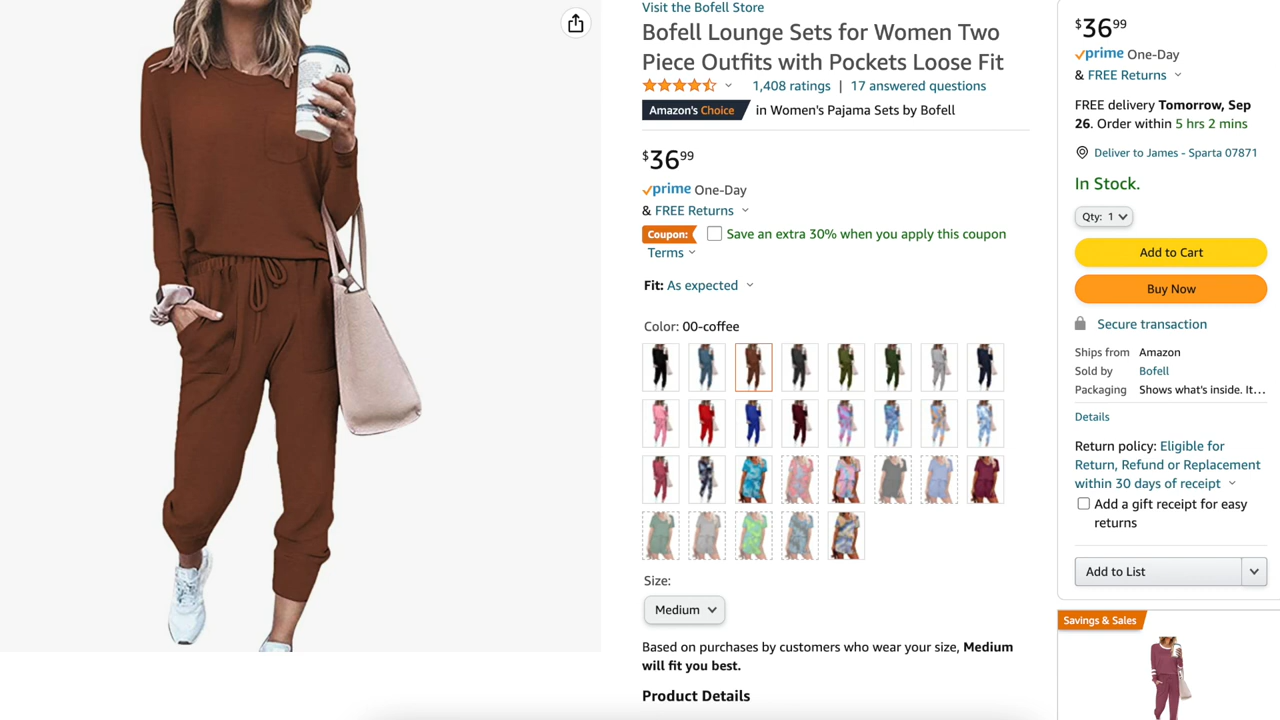 Visit the Bofell Store
Bofell Lounge Sets for Women Two
Piece Outfits with Pockets Loose Fit
1,408 ratings | 17 answered questions
Amazon's Choice in Women's Pajama Sets by Bofell
$36 99
prime One-Day
& FREE Returns
Coupon: Save an extra 30% when you apply this coupon
Terms
Fit: As expected
Color: 00-coffee
Size:
Medium
Based on purchases by customers who wear your size, Medium
will fit you best.
Product Details
$36 99
prime One-Day
& FREE Returns
FREE delivery Tomorrow, Sep
26. Order within 5 hrs 2 mins
Deliver to James - Sparta 07871
In Stock.
Qty: 1
Add to Cart
Buy Now
Secure transaction
Ships from Amazon
Sold by Bofell
Packaging Shows what's inside. It…
Details
Return policy: Eligible for
Return, Refund or Replacement
within 30 days of receipt
Add a gift receipt for easy
returns
Add to List
Savings & Sales